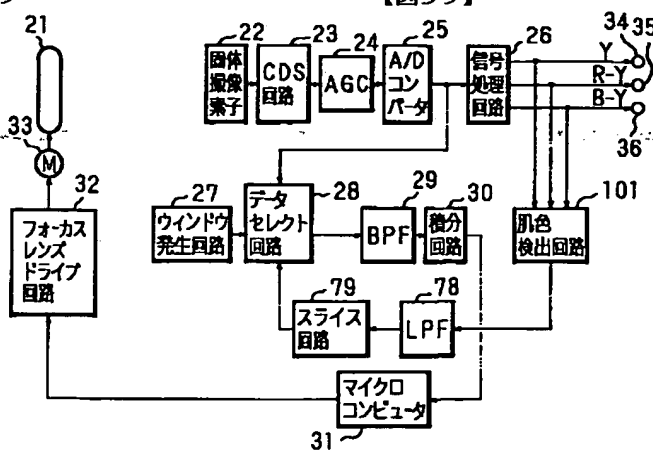 21
33
M
32
フォーカス
レンズ
ドライブ
回路
22
固体
撮像
素子
23
CDS
回路
24
AGC
25
A/D
コン
バータ
26
信号
処理
回路
Y
R-Y
B-Y
34
35
36
27
ウィンドウ
発生回路
28
データ
セレクト
回路
29
BPF
30
積分
回路
101
肌色
検出回路
79
スライス
回路
78
LPF
マイクロ
コンピュータ
31